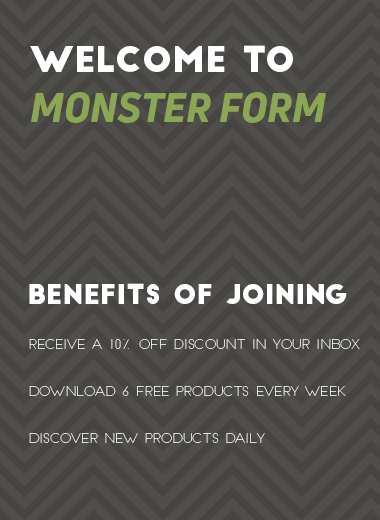 WELCOME TO
MONSTER FORM
BENEFITS OF JOINING
RECEIVE A 10% OFF DISCOUNT IN YOUR INBOX
DOWNLOAD 6 FREE PRODUCTS EVERY WEEK
DISCOVER NEW PRODUCTS DAILY